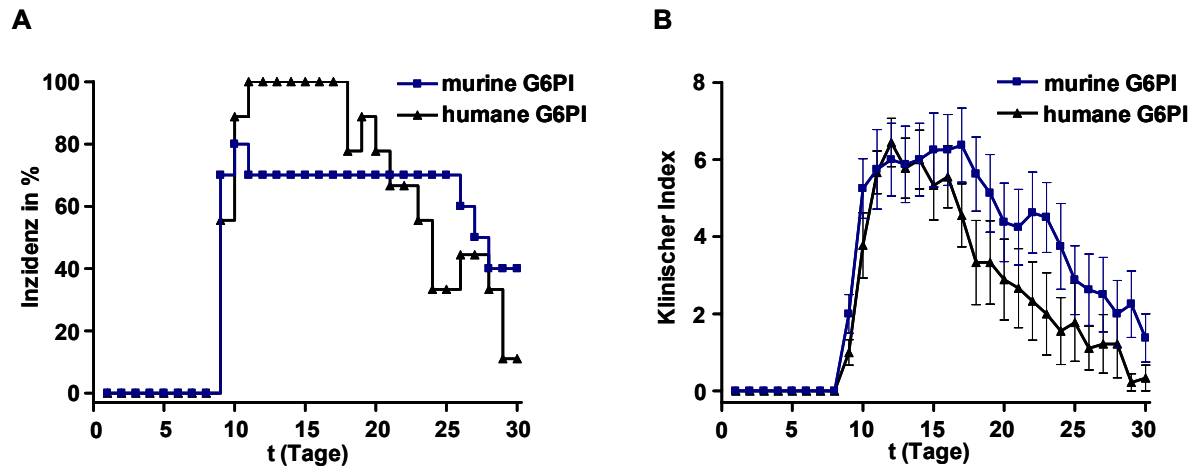 A
B
Inzidenz in %
100
80
60
40
20
0
murine G6PI
humane G6PI
0 5 10 15 20 25 30
t (Tage)
Klinischer Index
8
6
4
2
0
murine G6PI
humane G6PI
0 5 10 15 20 25 30
t (Tage)